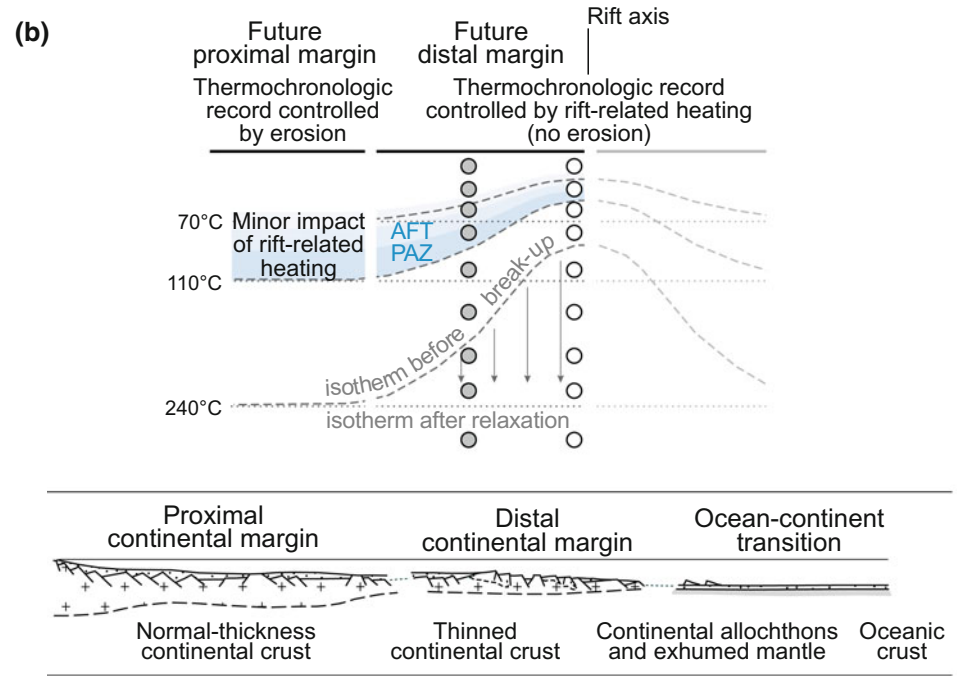 (b)
Future
proximal margin
Future
distal margin
Rift axis
Thermochronologic
record controlled
by erosion
Thermochronologic record
controlled by rift-related heating
(no erosion)
70°C
Minor impact
of rift-related
heating
AFT
PAZ
110°C
isotherm before break-up
240°C
isotherm after relaxation
Proximal
continental margin
Distal
continental margin
Ocean-continent
transition
Normal-thickness
continental crust
Thinned
continental crust
Continental allochthons
and exhumed mantle
Oceanic
crust